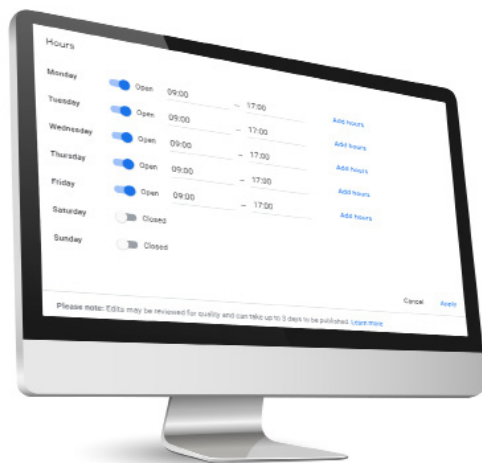 Hours
Monday Open 09:00 – 17:00 Add hours
Tuesday Open 09:00 – 17:00 Add hours
Wednesday Open 09:00 – 17:00 Add hours
Thursday Open 09:00 – 17:00 Add hours
Friday Open 09:00 – 17:00 Add hours
Saturday Closed
Sunday Closed
Cancel Apply
Please note: Edits may be reviewed for quality and can take up to 3 days to be published. Learn more